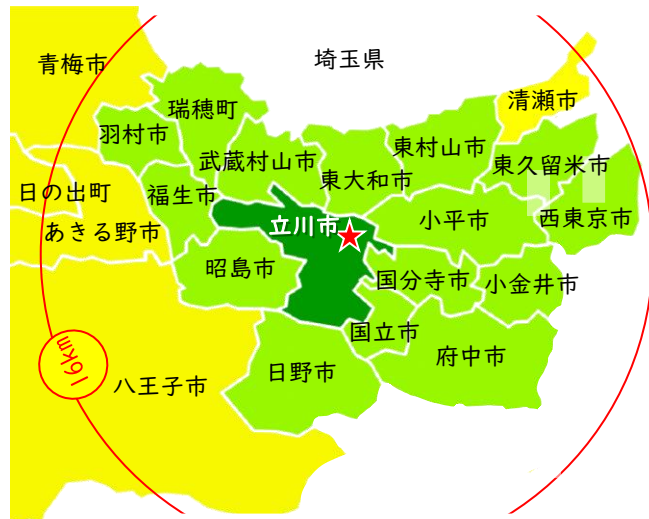 埼玉県
青梅市
清瀬市
瑞穂町
羽村市
武蔵村山市
東村山市
東久留米市
東大和市
日の出町
福生市
あきる野市
立川市
小平市
西東京市
昭島市
国分寺市
小金井市
国立市
府中市
日野市
八王子市
16km